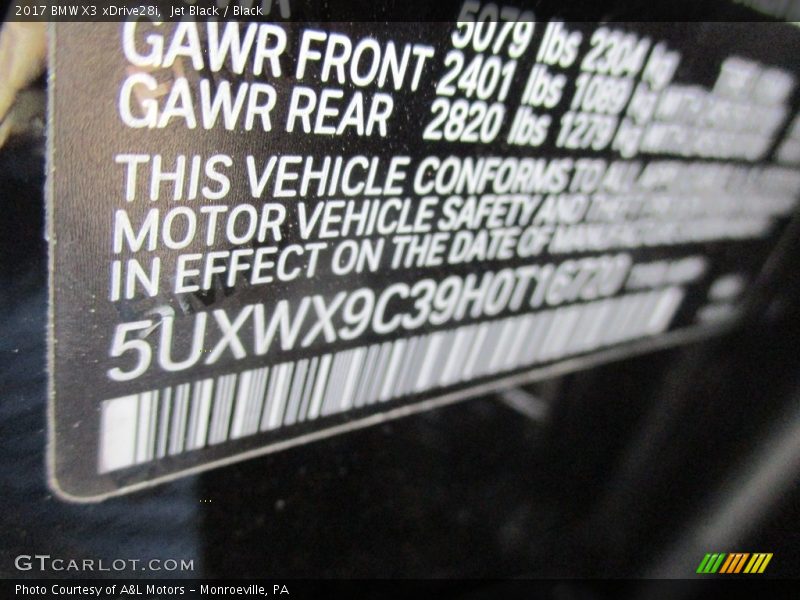 2017 BMW X3 xDrive28i, Jet Black / Black
5079 lbs 2304 kg
GAWR FRONT 2401 lbs 1089 kg
GAWR REAR 2820 lbs 1279 kg
THIS VEHICLE CONFORMS TO ALL
MOTOR VEHICLE SAFETY AND
IN EFFECT ON THE DATE OF
5UXWX9C39H0T16720
GTCARLOT.COM
Photo Courtesy of A&L Motors – Monroeville, PA